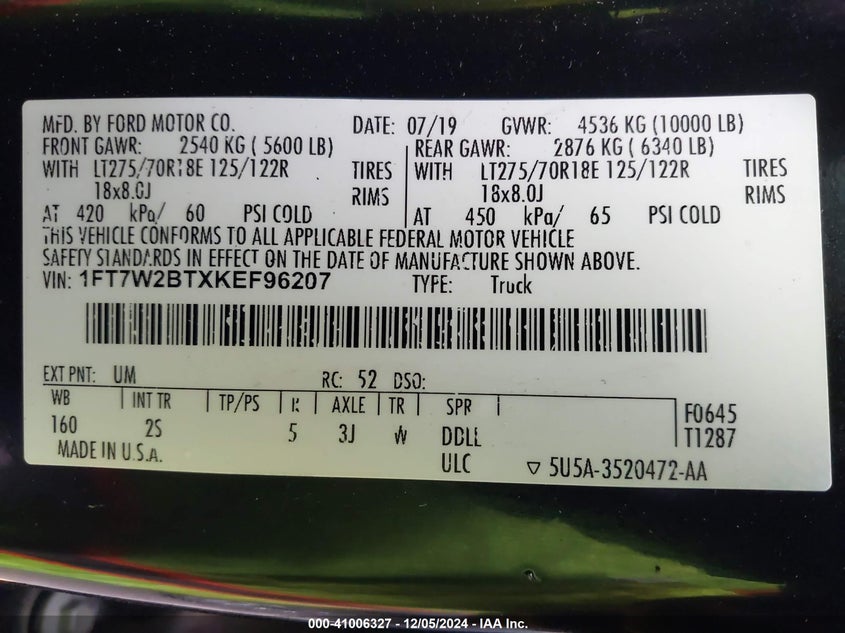 MFD. BY FORD MOTOR CO. DATE: 07/19 GVWR: 4536 KG (10000 LB)
FRONT GAWR: 2540 KG ( 5600 LB) REAR GAWR: 2876 KG ( 6340 LB)
WITH LT275/70R18E 125/122R TIRES WITH LT275/70R18E 125/122R TIRES
18x8.0J RIMS 18x8.0J RIMS
AT 420 kPa/ 60 PSI COLD AT 450 kPa/ 65 PSI COLD
THIS VEHICLE CONFORMS TO ALL APPLICABLE FEDERAL MOTOR VEHICLE
SAFETY STANDARDS IN EFFECT ON THE DATE OF MANUFACTURE SHOWN ABOVE.
VIN: 1FT7W2BTXKEF96207 TYPE: Truck
EXT PNT: UM RC: 52 DSO:
WB INT TR TP/PS R AXLE TR SPR F0645
160 2S 5 3J W DDLL T1287
MADE IN U.S.A. ULC ▽ 5U5A-3520472-AA
000-41006327 - 12/05/2024 - IAA Inc.